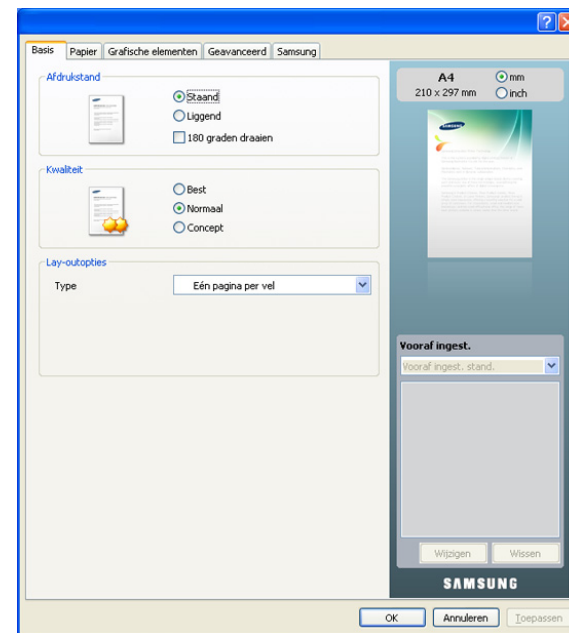 Basis Papier Grafische elementen Geavanceerd Samsung
Afdrukstand
Staand
Liggend
180 graden draaien
Kwaliteit
Best
Normaal
Concept
Lay-outopties
Type Eén pagina per vel
A4
210 x 297 mm
mm
inch
SAMSUNG
Vooraf ingest.
Vooraf ingest. stand.
Wijzigen Wissen
SAMSUNG
OK Annuleren Toepassen